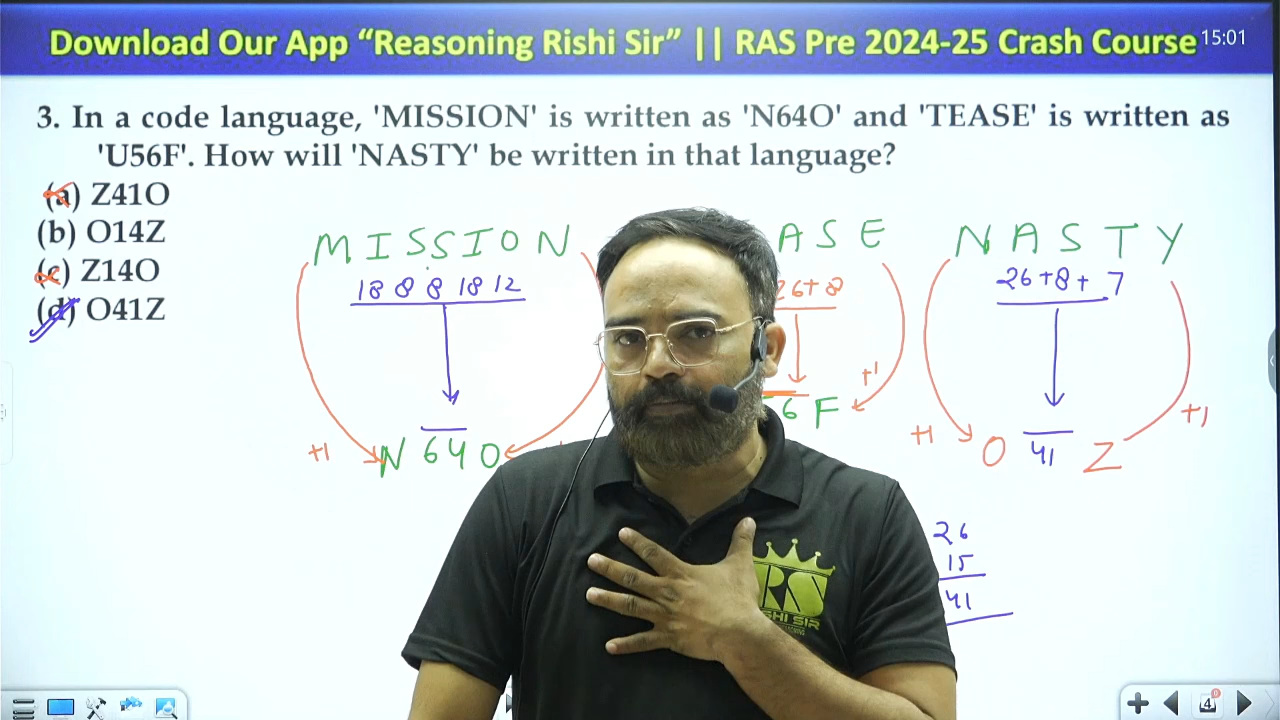 Download Our App “Reasoning Rishi Sir” || RAS Pre 2024-25 Crash Course 15:01
3. In a code language, 'MISSION' is written as 'N64O' and 'TEASE' is written as
'U56F'. How will 'NASTY' be written in that language?
(a) Z41O
(b) O14Z
(c) Z14O
(d) O41Z
MISSION ASE NASTY
18 8 8 18 12 26+8 26+8+7
+1 N 64 O 6 F +1 +1 O 41 Z +1
26
15
41
RS
SHI SIR
4